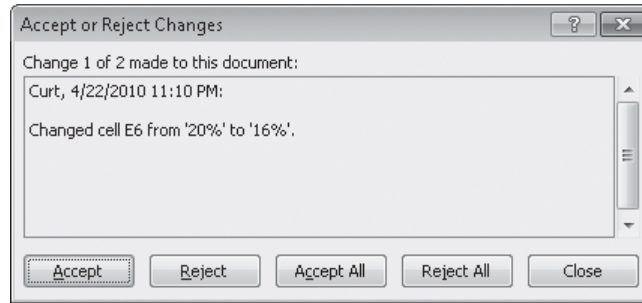 Accept or Reject Changes
Change 1 of 2 made to this document:
Curt, 4/22/2010 11:10 PM:
Changed cell E6 from '20%' to '16%'.
Accept Reject Accept All Reject All Close